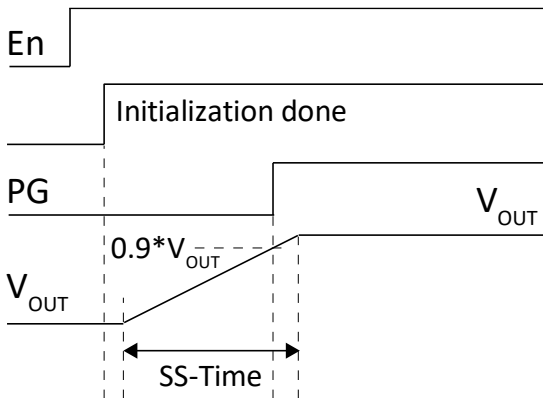 En
Initialization done
PG
V_OUT
0.9*V_OUT
V_OUT
SS-Time